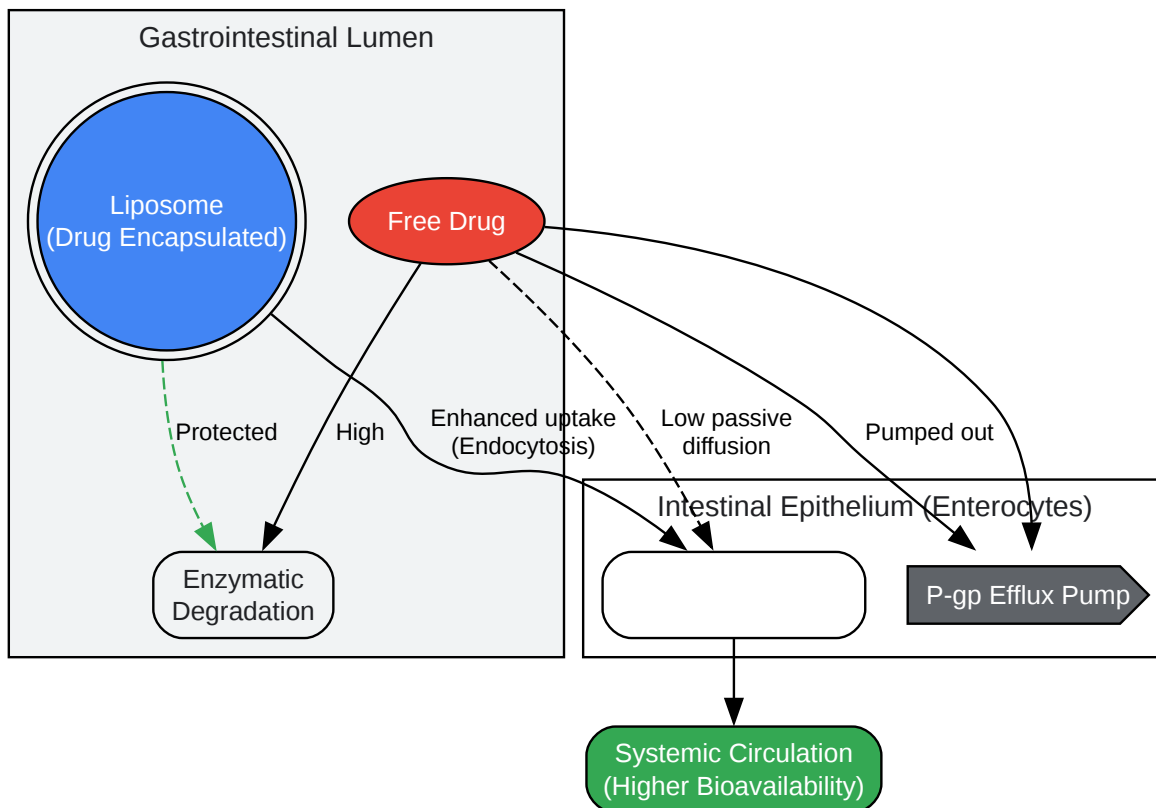 Gastrointestinal Lumen
Liposome
(Drug Encapsulated)
Free Drug
Protected
High
Enhanced uptake
(Endocytosis)
Low passive
diffusion
Pumped out
Intestinal Epithelium (Enterocytes)
Enzymatic
Degradation
P-gp Efflux Pump
Systemic Circulation
(Higher Bioavailability)